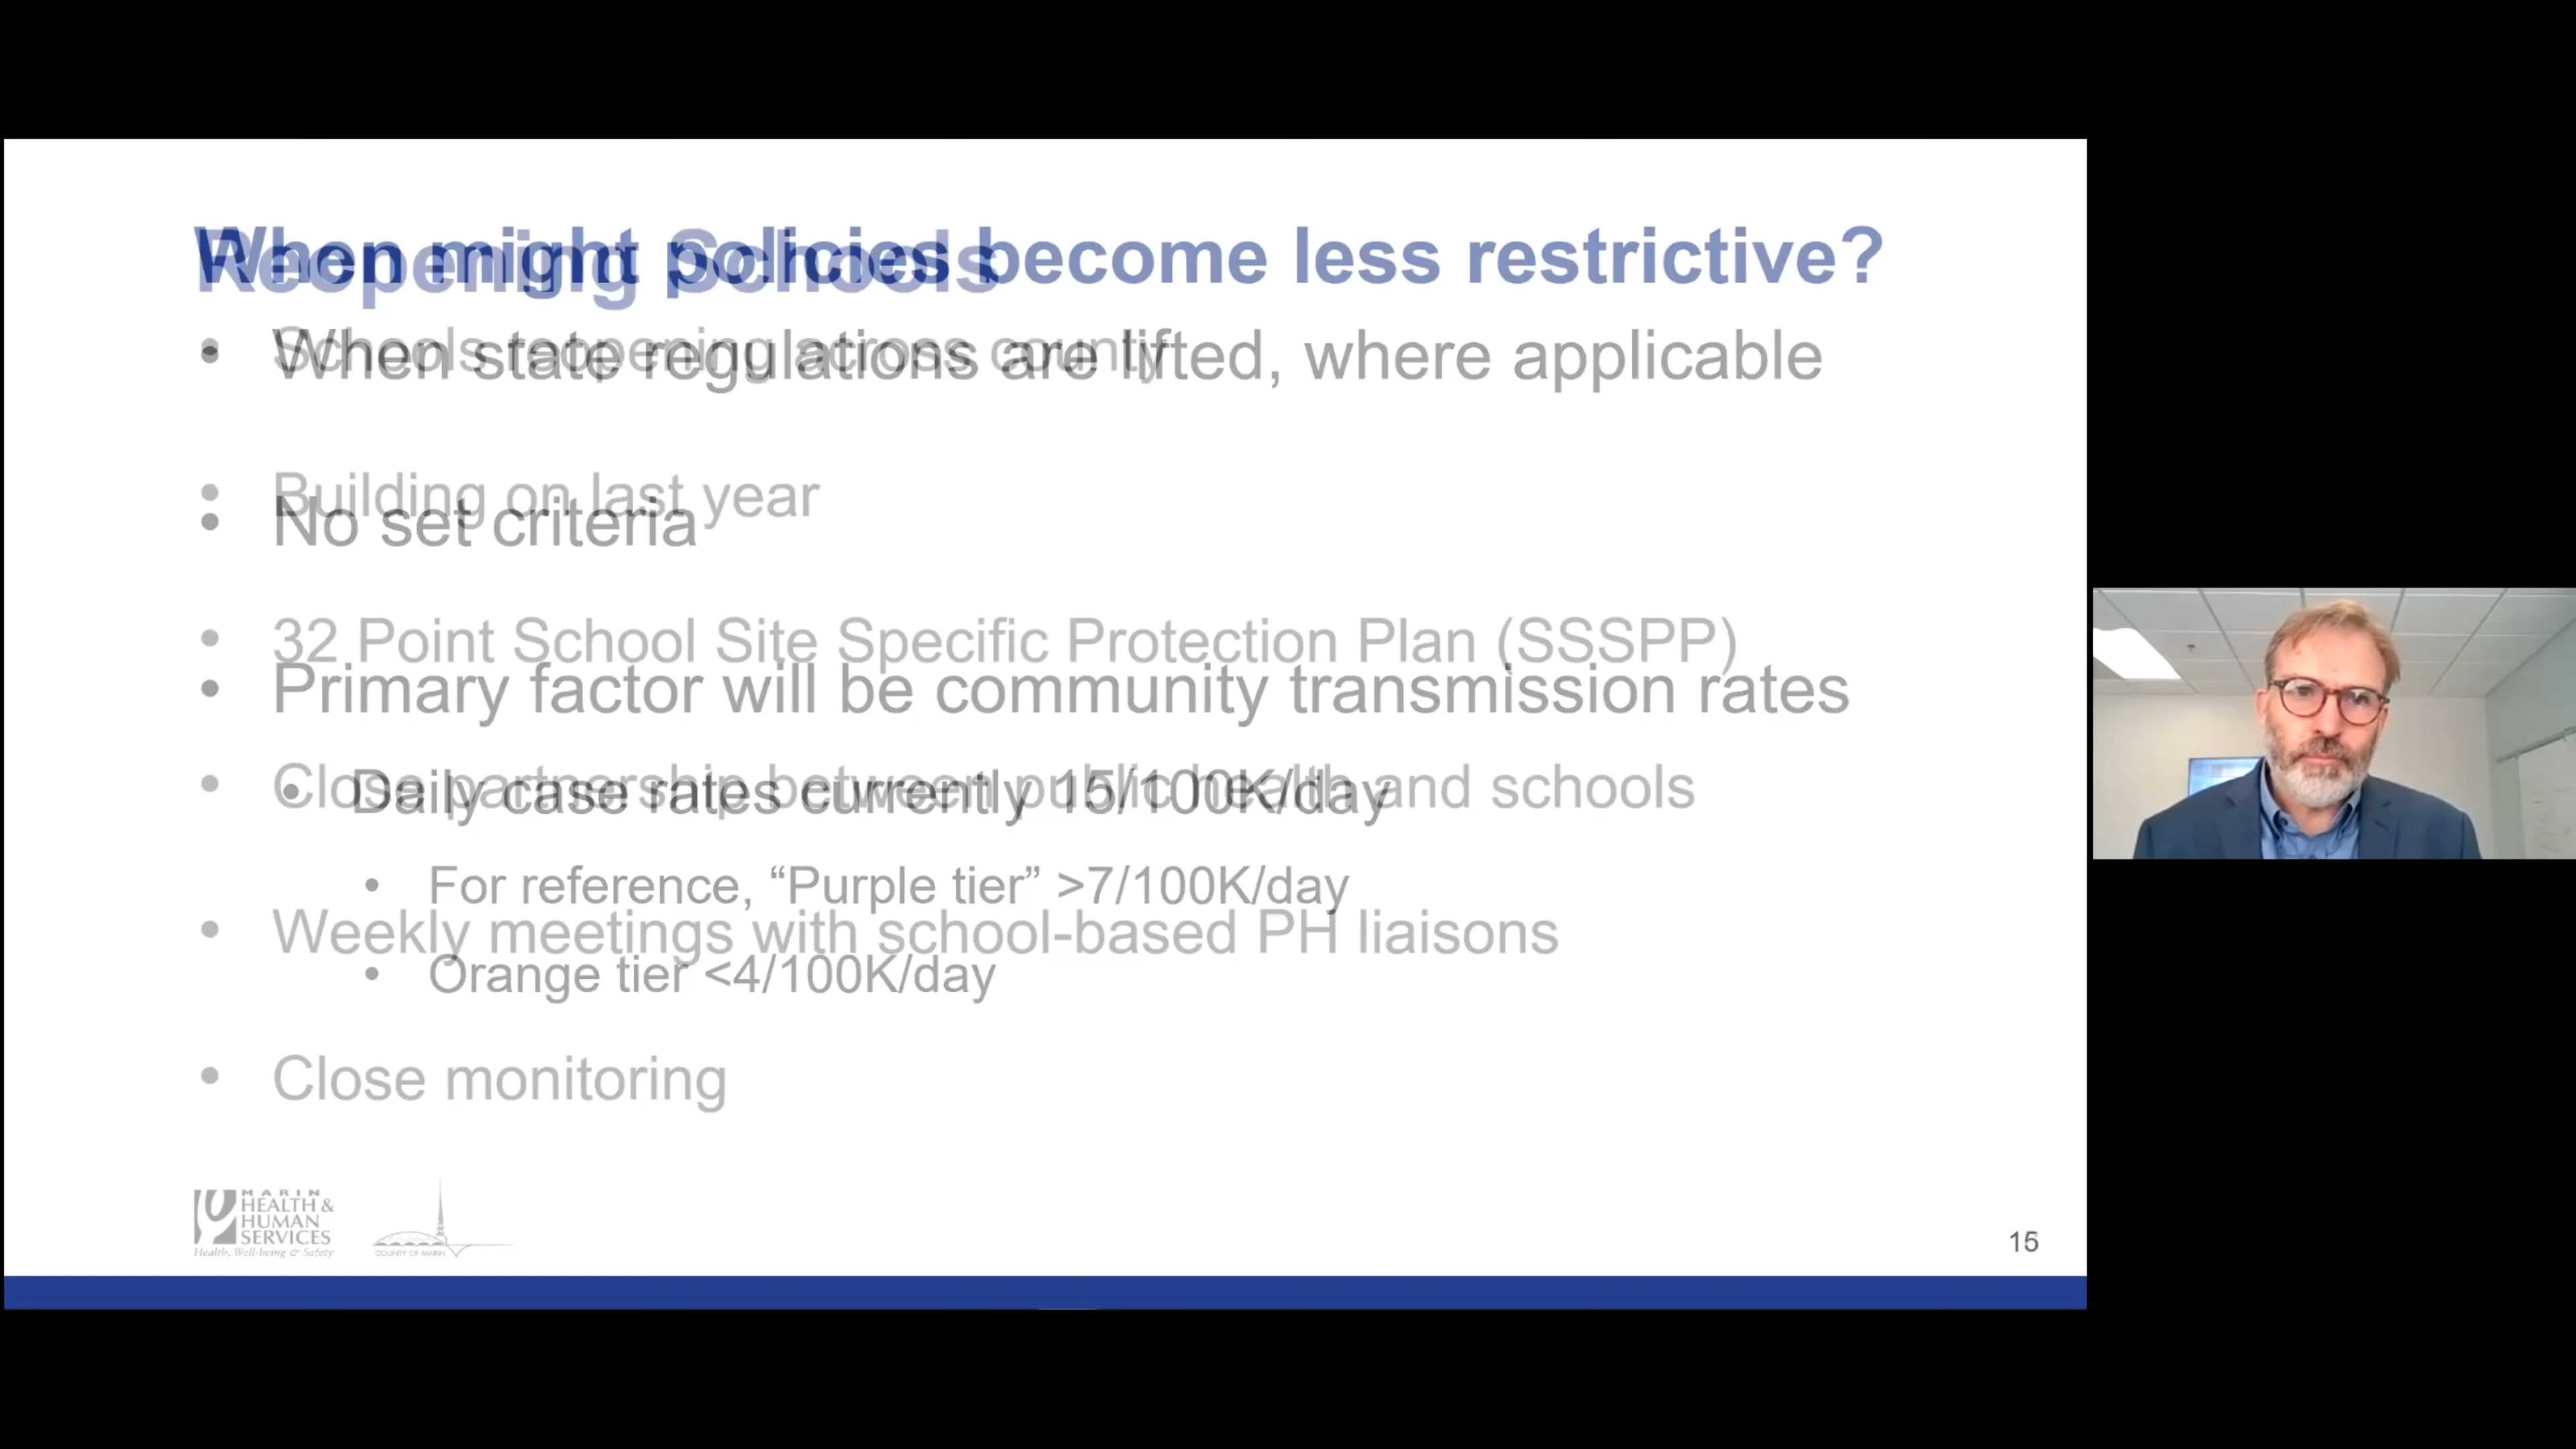 When might policies become less restrictive?
• When state regulations are lifted, where applicable
• No set criteria
• Primary factor will be community transmission rates
• Daily case rates currently 15/100K/day
• For reference, “Purple tier” >7/100K/day
• Orange tier <4/100K/day
Reopening Schools
• Schools reopening across county
• Building on last year
• 32 Point School Site Specific Protection Plan (SSSPP)
• Close partnership between public health and schools
• Weekly meetings with school-based PH liaisons
• Close monitoring
MARIN
HEALTH &
HUMAN
SERVICES
Health, Well-being & Safety
COUNTY OF MARIN
15